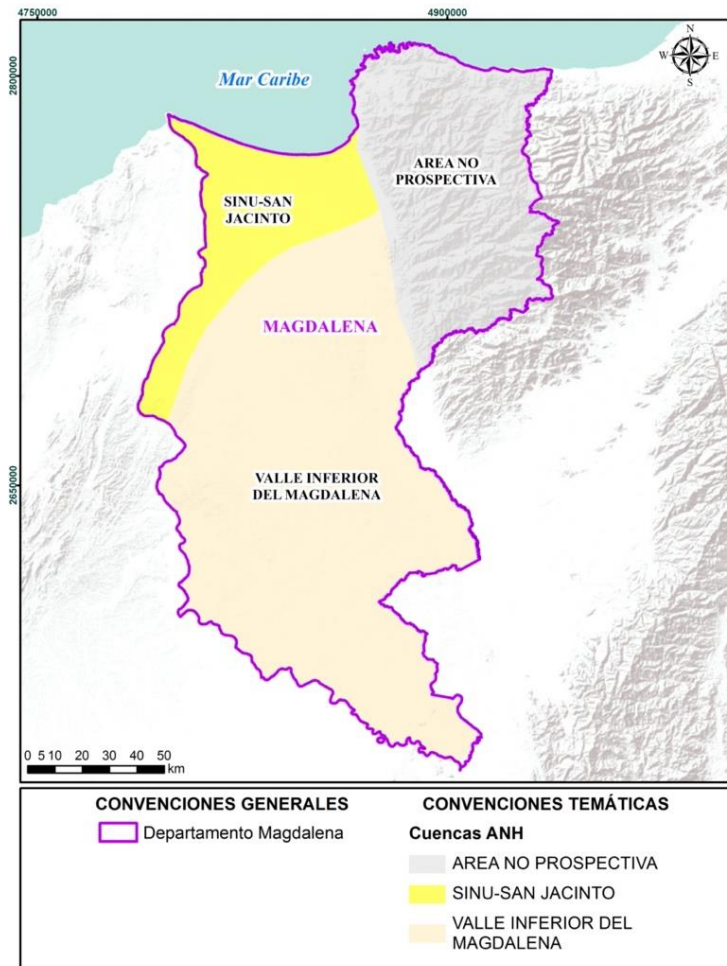 4750000
4900000
2800000
2650000
N
W
E
S
Mar Caribe
AREA NO
PROSPECTIVA
SINU-SAN
JACINTO
MAGDALENA
VALLE INFERIOR
DEL MAGDALENA
0 5 10 20 30 40 50
km
CONVENCIONES GENERALES
Departamento Magdalena
CONVENCIONES TEMÁTICAS
Cuencas ANH
AREA NO PROSPECTIVA
SINU-SAN JACINTO
VALLE INFERIOR DEL
MAGDALENA